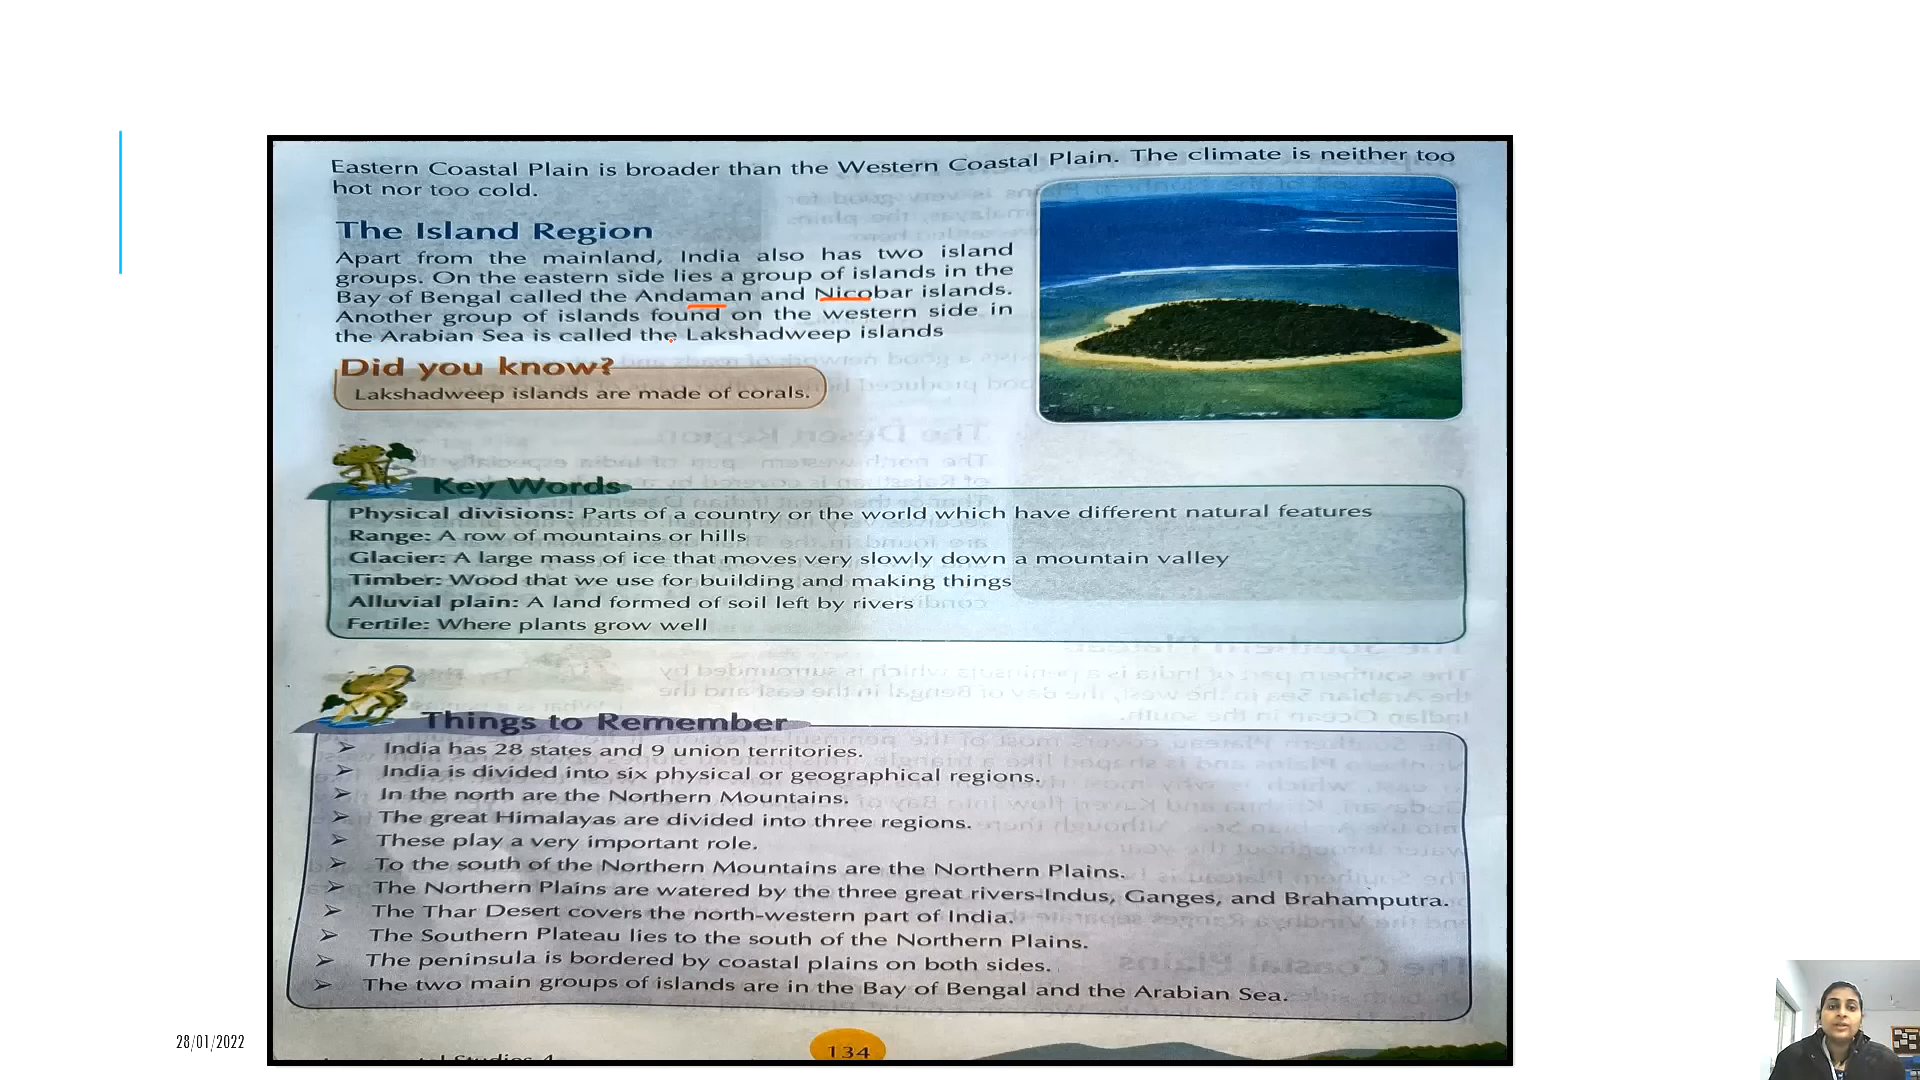 Eastern Coastal Plain is broader than the Western Coastal Plain. The climate is neither too
hot nor too cold.
The Island Region
Apart from the mainland, India also has two island
groups. On the eastern side lies a group of islands in the
Bay of Bengal called the Andaman and Nicobar islands.
Another group of islands found on the western side in
the Arabian Sea is called the Lakshadweep islands
Did you know?
Lakshadweep islands are made of corals.
Key Words
Physical divisions: Parts of a country or the world which have different natural features
Range: A row of mountains or hills
Glacier: A large mass of ice that moves very slowly down a mountain valley
Timber: Wood that we use for building and making things
Alluvial plain: A land formed of soil left by rivers
Fertile: Where plants grow well
Things to Remember
➢ India has 28 states and 9 union territories.
➢ India is divided into six physical or geographical regions.
➢ In the north are the Northern Mountains.
➢ The great Himalayas are divided into three regions.
➢ These play a very important role.
➢ To the south of the Northern Mountains are the Northern Plains.
➢ The Northern Plains are watered by the three great rivers-Indus, Ganges, and Brahamputra.
➢ The Thar Desert covers the north-western part of India.
➢ The Southern Plateau lies to the south of the Northern Plains.
➢ The peninsula is bordered by coastal plains on both sides.
➢ The two main groups of islands are in the Bay of Bengal and the Arabian Sea.
134
28/01/2022